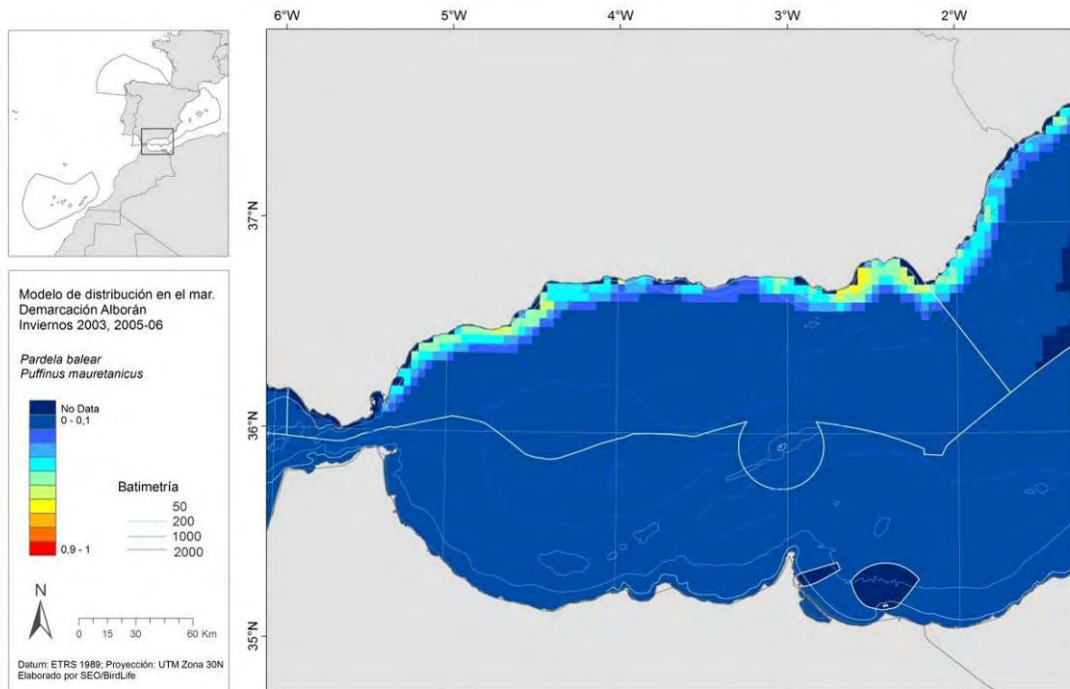 6°W 5°W 4°W 3°W 2°W
37°N
36°N
35°N
Modelo de distribución en el mar.
Demarcación Alborán
Inviernos 2003, 2005-06
Pardela balear
Puffinus mauretanicus
No Data
0 - 0,1
0,9 - 1
Batimetría
50
200
1000
2000
N
0 15 30 60 Km
Datum: ETRS 1989; Proyección: UTM Zona 30N
Elaborado por SEO/BirdLife